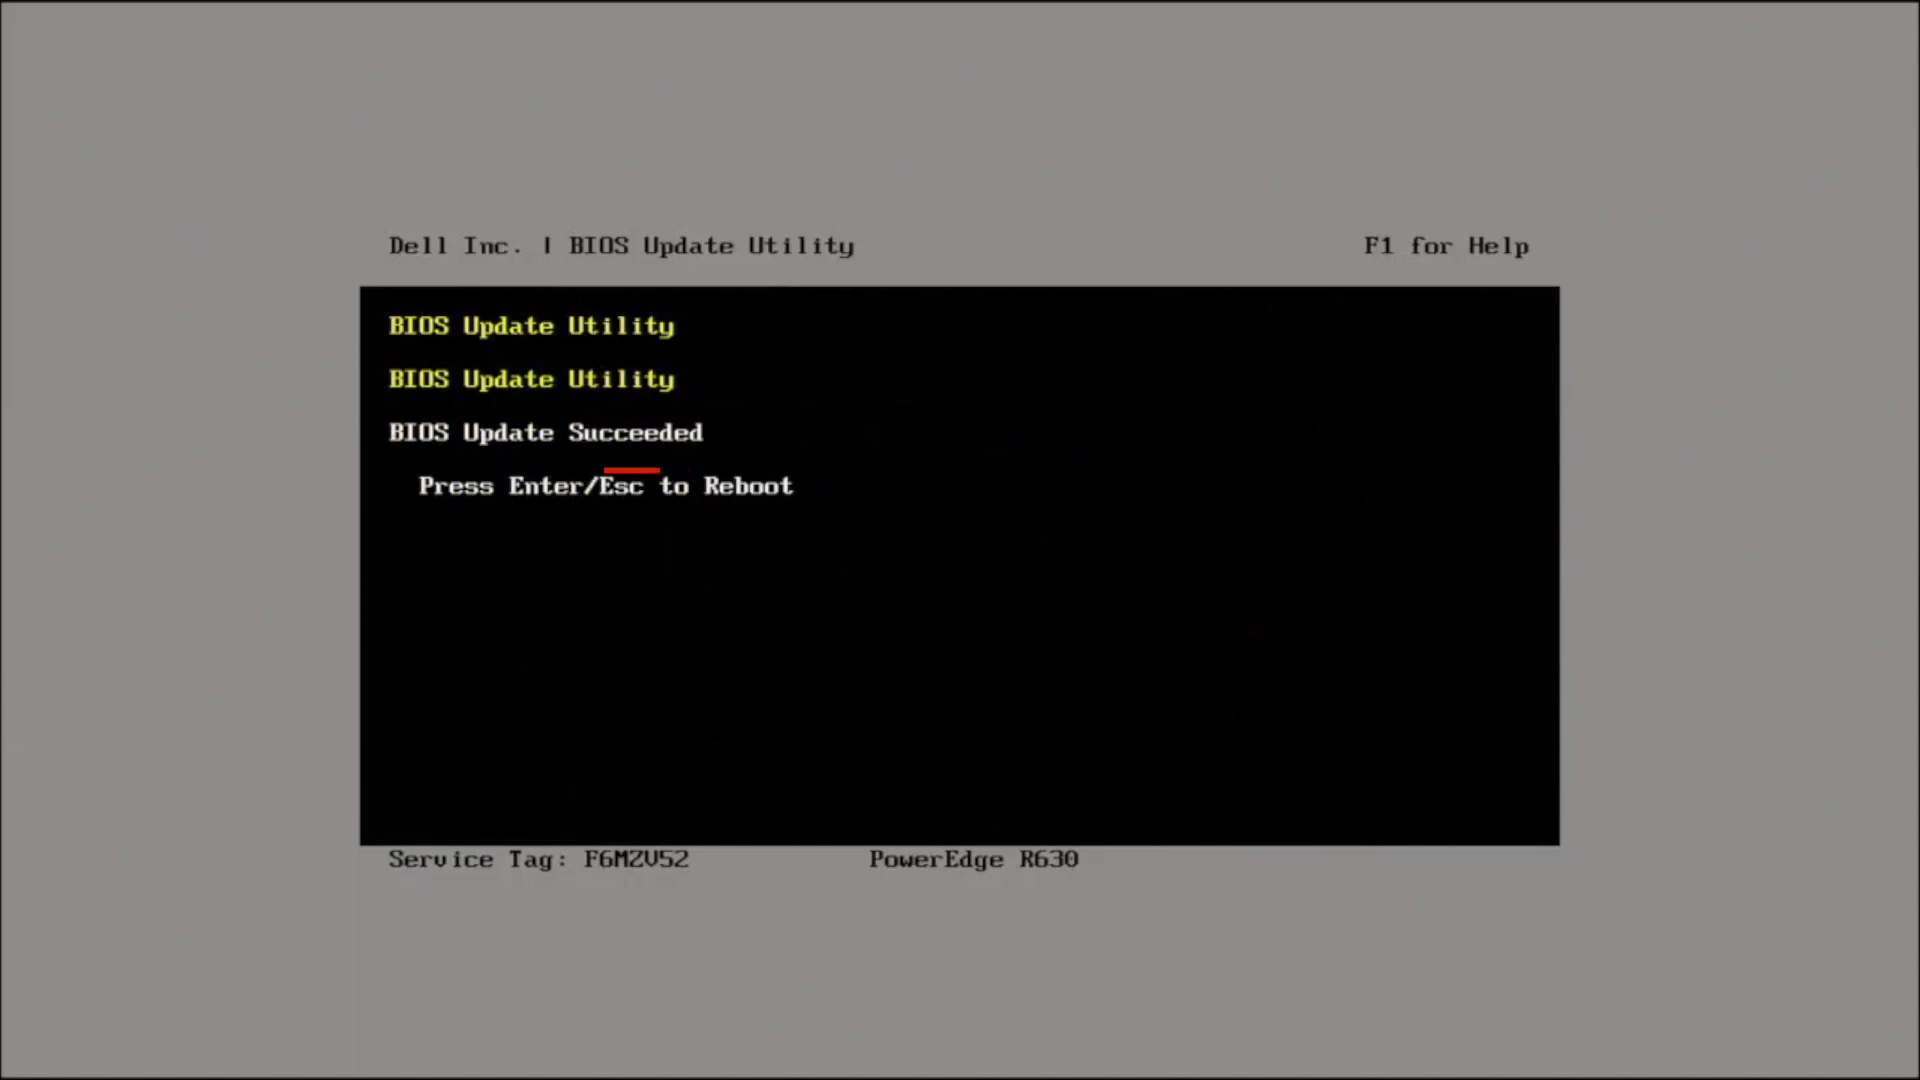 Dell Inc. | BIOS Update Utility F1 for Help
BIOS Update Utility
BIOS Update Utility
BIOS Update Succeeded
Press Enter/Esc to Reboot
Service Tag: F6MZV52 PowerEdge R630